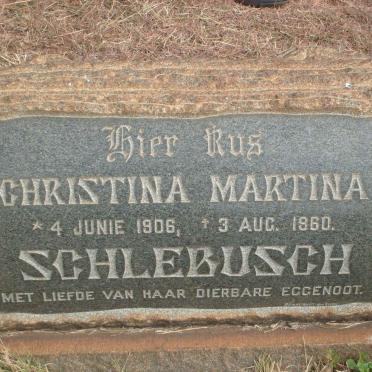 Hier Rus
CHRISTINA MARTINA
* 4 JUNIE 1906, † 3 AUG. 1960.
SCHLEBUSCH
MET LIEFDE VAN HAAR DIERBARE EGGENOOT.